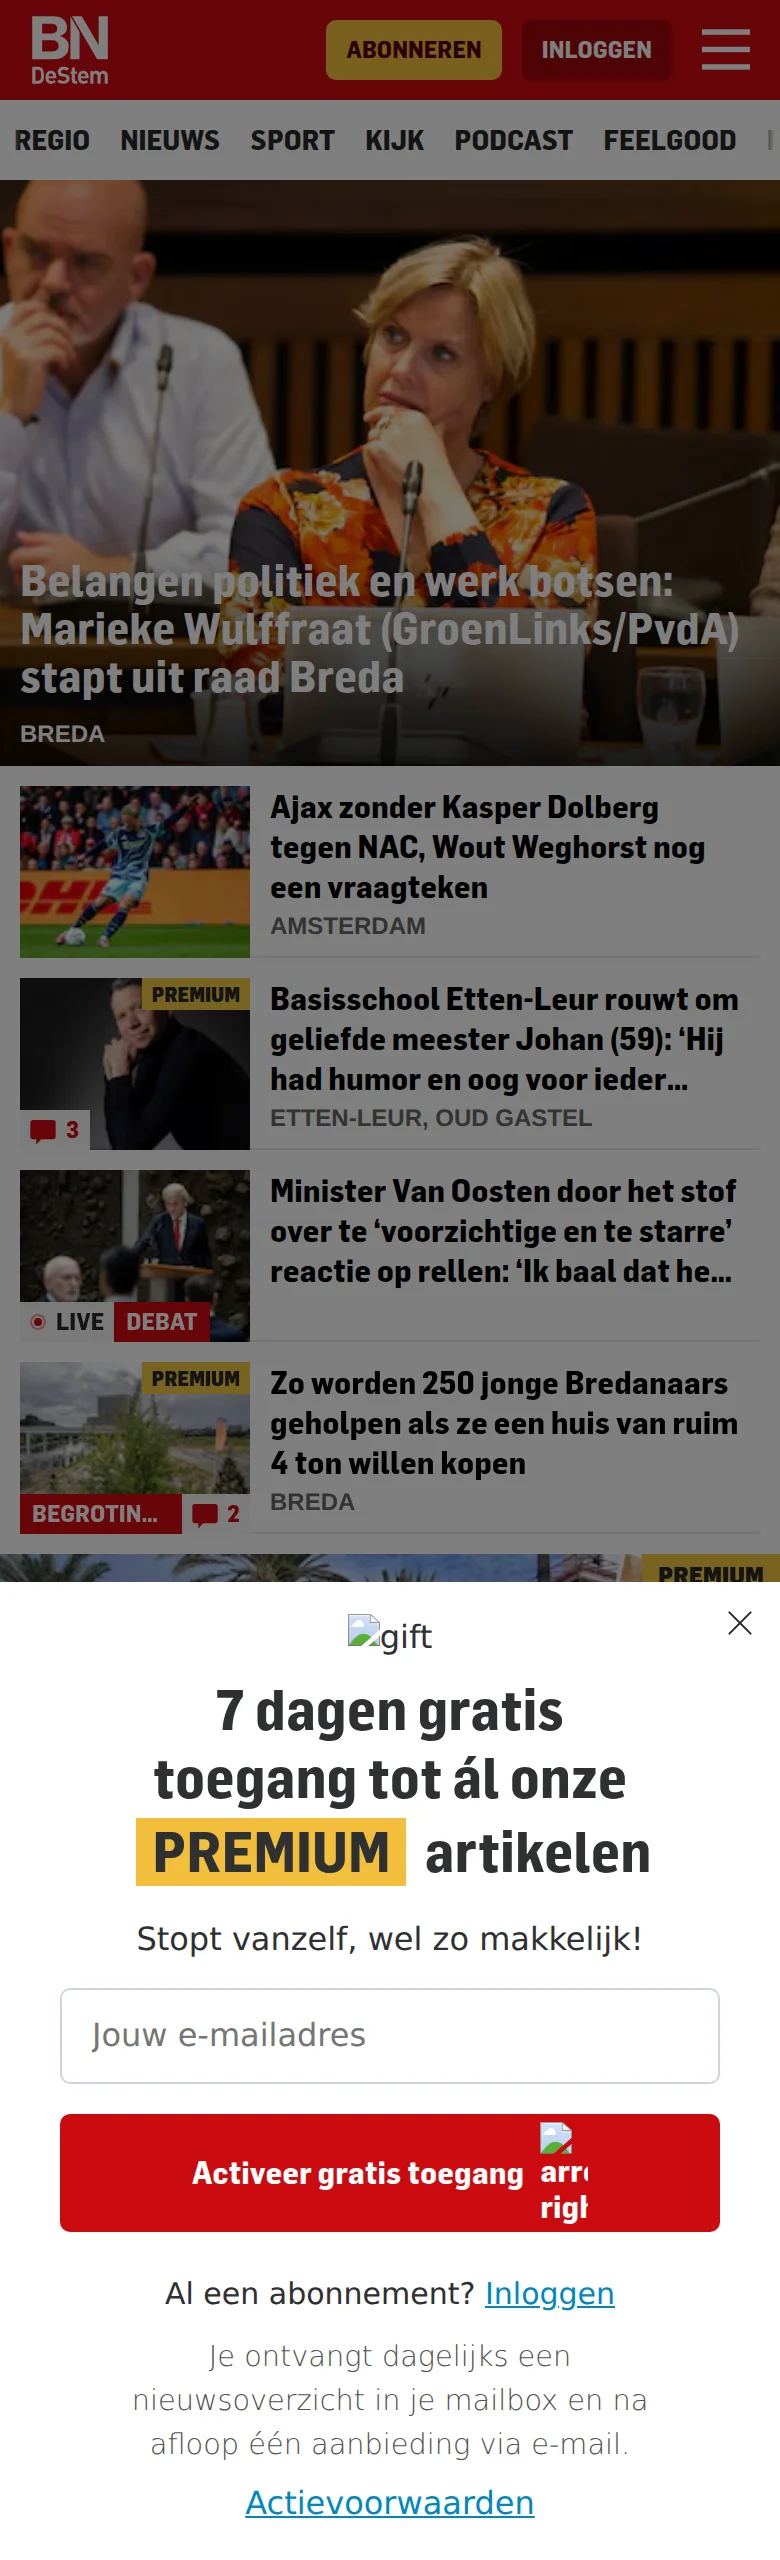 BN
DeStem
ABONNEREN
INLOGGEN
REGIO NIEUWS SPORT KIJK PODCAST FEELGOOD
Belangen politiek en werk botsen:
Marieke Wulffraat (GroenLinks/PvdA)
stapt uit raad Breda
BREDA
Ajax zonder Kasper Dolberg
tegen NAC, Wout Weghorst nog
een vraagteken
AMSTERDAM
PREMIUM
3
Basisschool Etten-Leur rouwt om
geliefde meester Johan (59): ‘Hij
had humor en oog voor ieder...
ETTEN-LEUR, OUD GASTEL
LIVE DEBAT
Minister Van Oosten door het stof
over te ‘voorzichtige en te starre’
reactie op rellen: ‘Ik baal dat he...
PREMIUM
BEGROTIN... 2
Zo worden 250 jonge Bredanaars
geholpen als ze een huis van ruim
4 ton willen kopen
BREDA
PREMIUM
gift
7 dagen gratis
toegang tot ál onze
PREMIUM artikelen
Stopt vanzelf, wel zo makkelijk!
Jouw e-mailadres
Activeer gratis toegang
Al een abonnement? Inloggen
Je ontvangt dagelijks een
nieuwsoverzicht in je mailbox en na
afloop één aanbieding via e-mail.
Actievoorwaarden